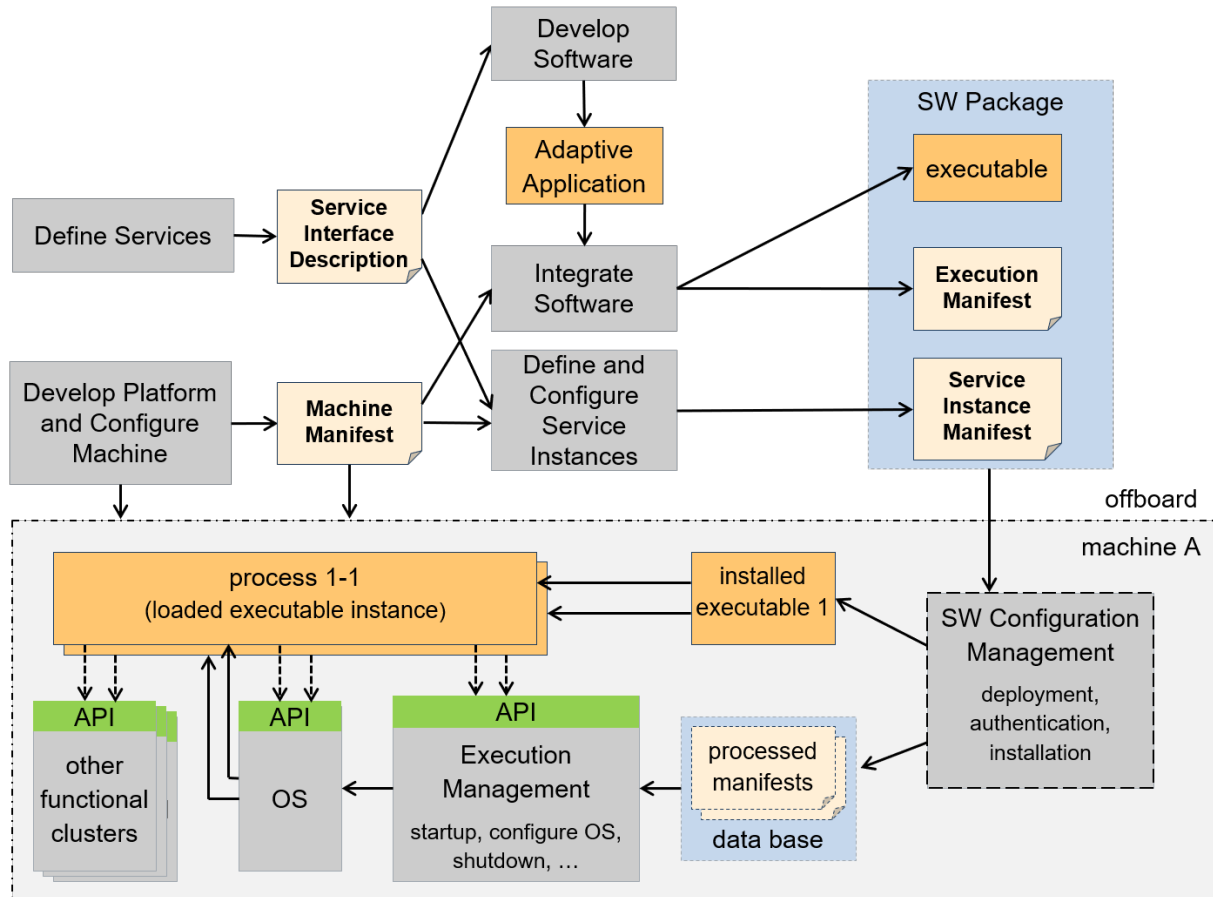 Develop
Software
SW Package
Adaptive
Application
executable
Define Services
Service
Interface
Description
Integrate
Software
Execution
Manifest
Develop Platform
and Configure
Machine
Machine
Manifest
Define and
Configure
Service
Instances
Service
Instance
Manifest
offboard
machine A
process 1-1
(loaded executable instance)
installed
executable 1
SW Configuration
Management
deployment,
authentication,
installation
API
other
functional
clusters
API
OS
API
Execution
Management
startup, configure OS,
shutdown, …
processed
manifests
data base